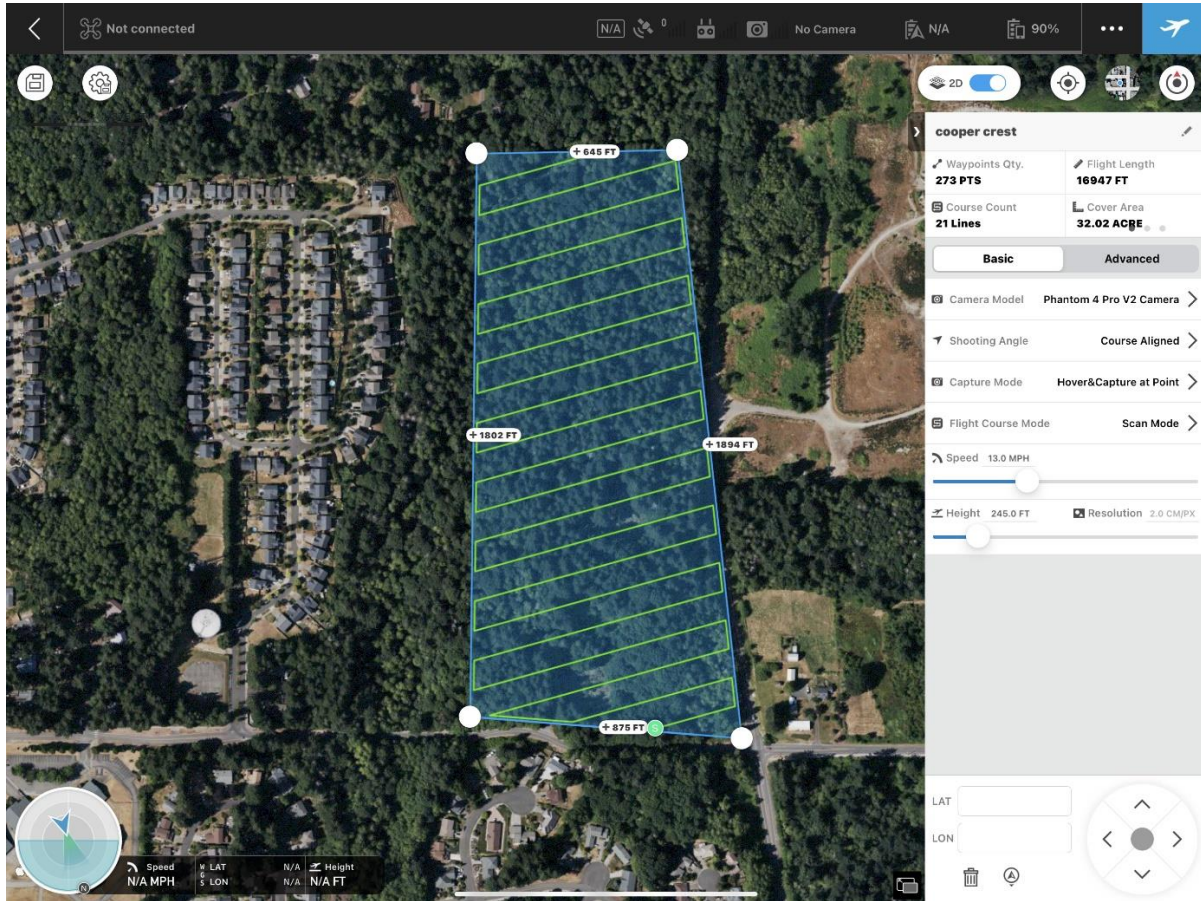 Not connected
N/A
0
No Camera
N/A
90%
2D
cooper crest
Waypoints Qty.
273 PTS
Flight Length
16947 FT
Course Count
21 Lines
Cover Area
32.02 ACRE
Basic
Advanced
Camera Model
Phantom 4 Pro V2 Camera
Shooting Angle
Course Aligned
Capture Mode
Hover&Capture at Point
Flight Course Mode
Scan Mode
Speed 13.0 MPH
Height 245.0 FT
Resolution 2.0 CM/PX
+ 645 FT
+ 1802 FT
+ 1894 FT
+ 875 FT
S
LAT
LON
N
Speed
N/A MPH
WGS
LAT N/A
LON N/A
Height
N/A FT